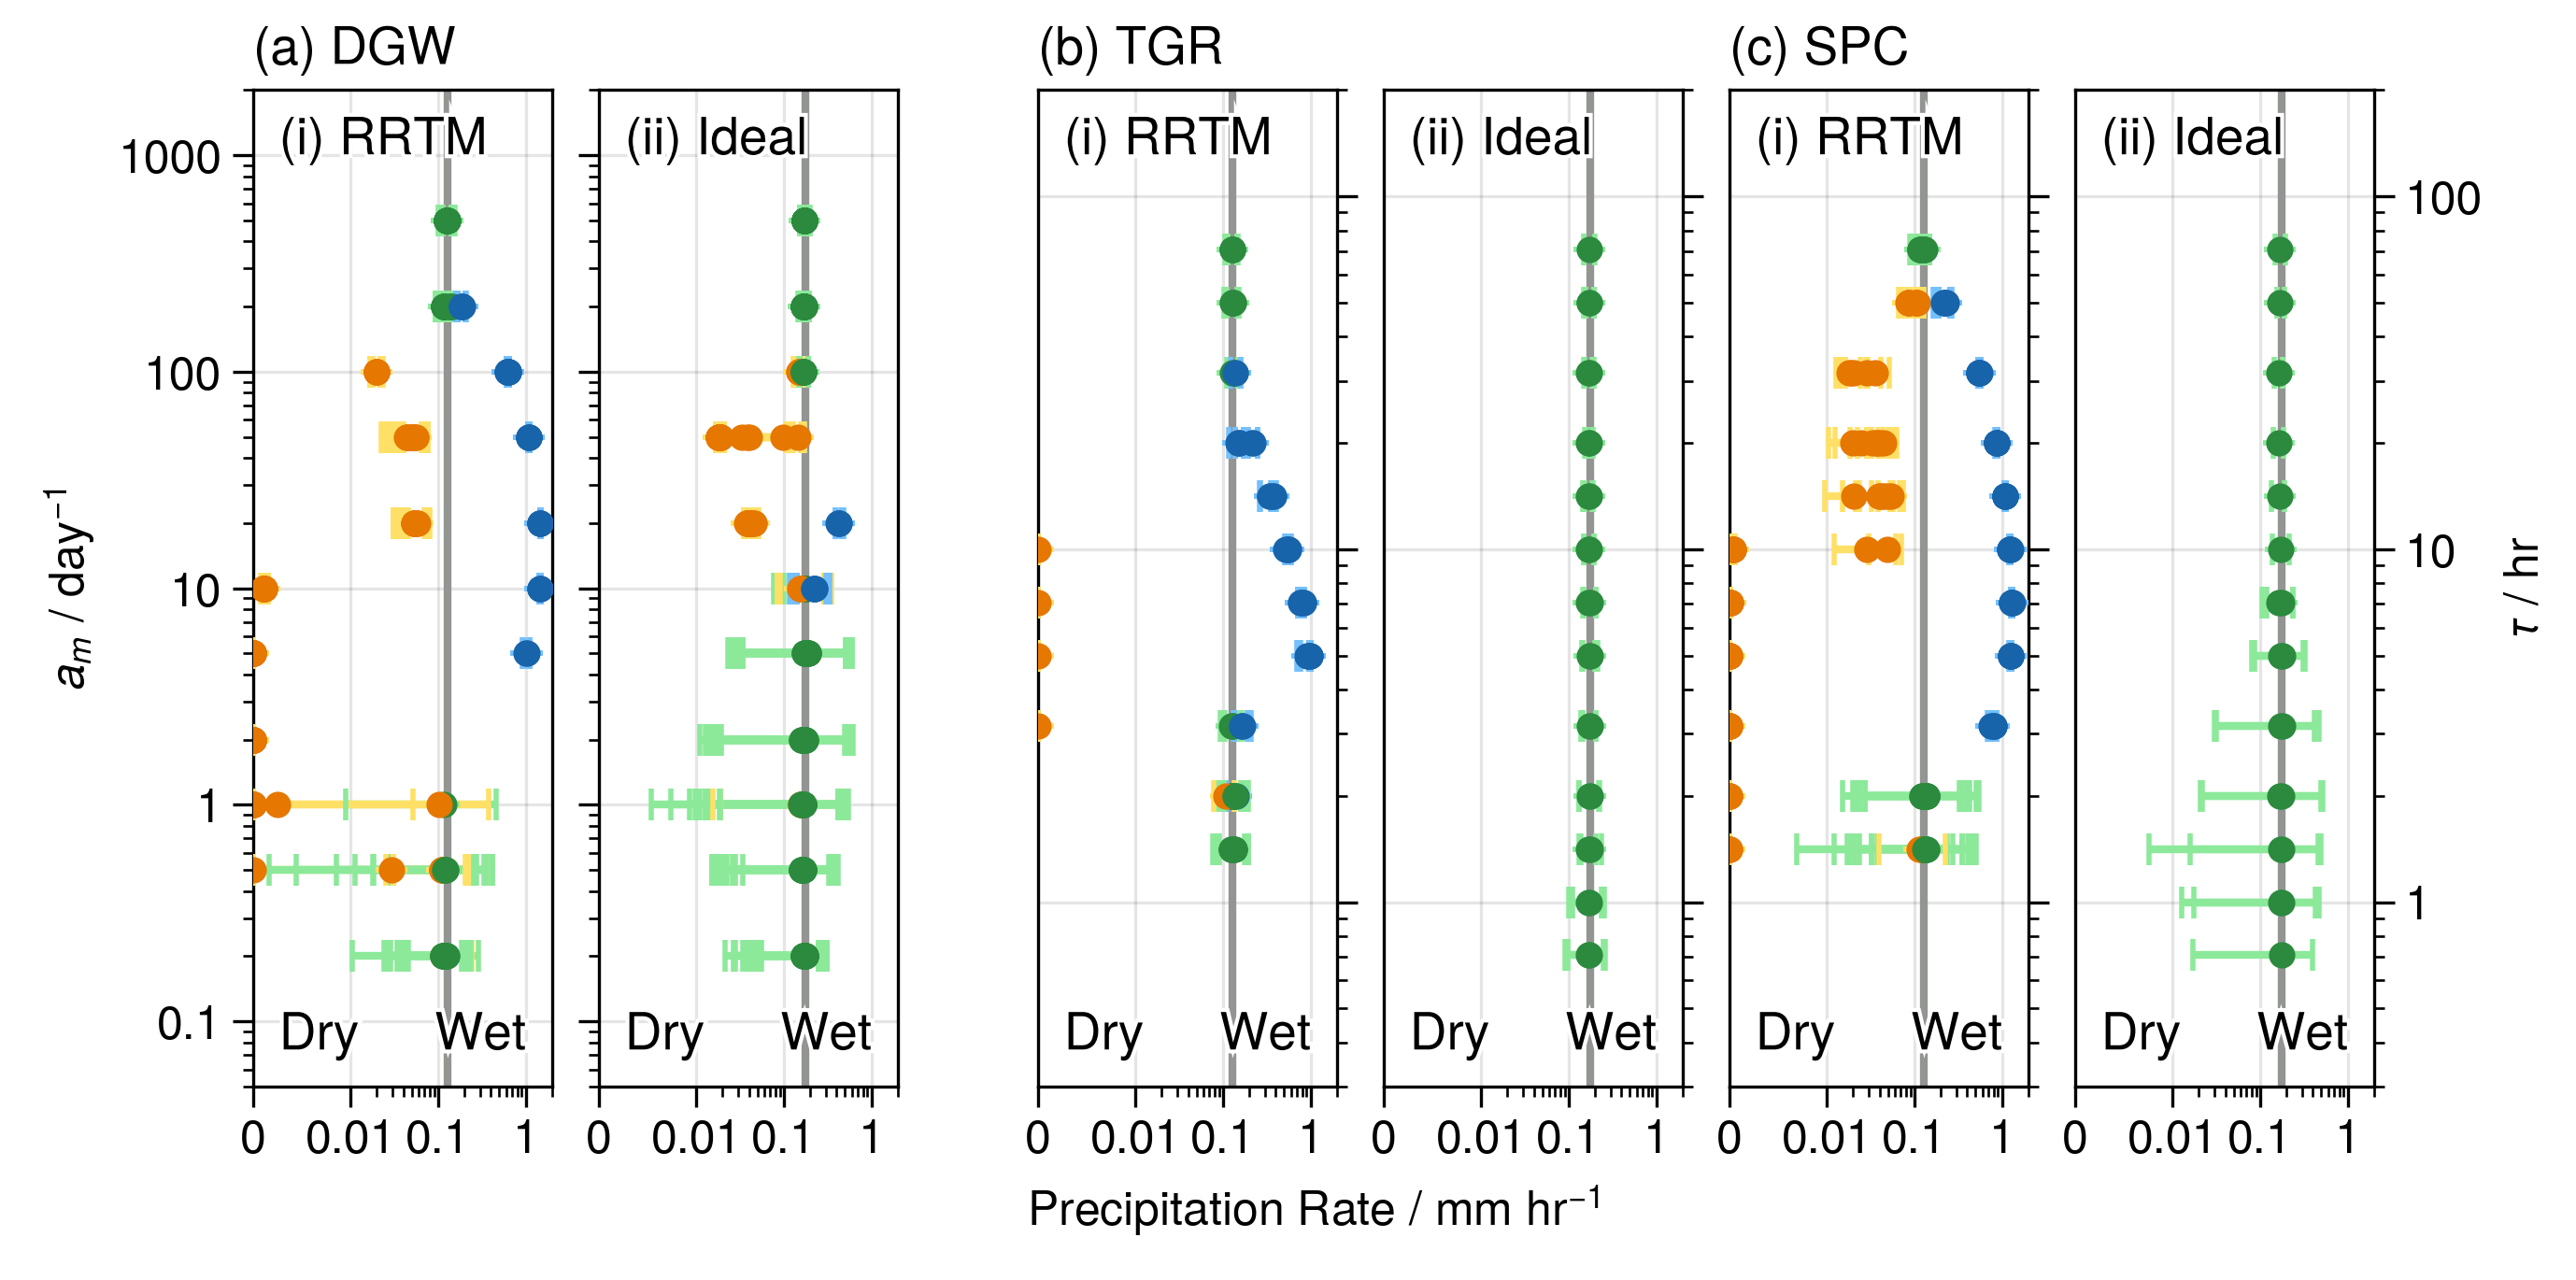 (a) DGW
(b) TGR
(c) SPC
(i) RRTM
(ii) Ideal
(i) RRTM
(ii) Ideal
(i) RRTM
(ii) Ideal
1000
100
10
1
0.1
a_m / day⁻¹
100
10
1
τ / hr
Dry Wet
Dry Wet
Dry Wet
Dry Wet
Dry Wet
Dry Wet
0 0.01 0.1 1
0 0.01 0.1 1
0 0.01 0.1 1
0 0.01 0.1 1
0 0.01 0.1 1
0 0.01 0.1 1
Precipitation Rate / mm hr⁻¹